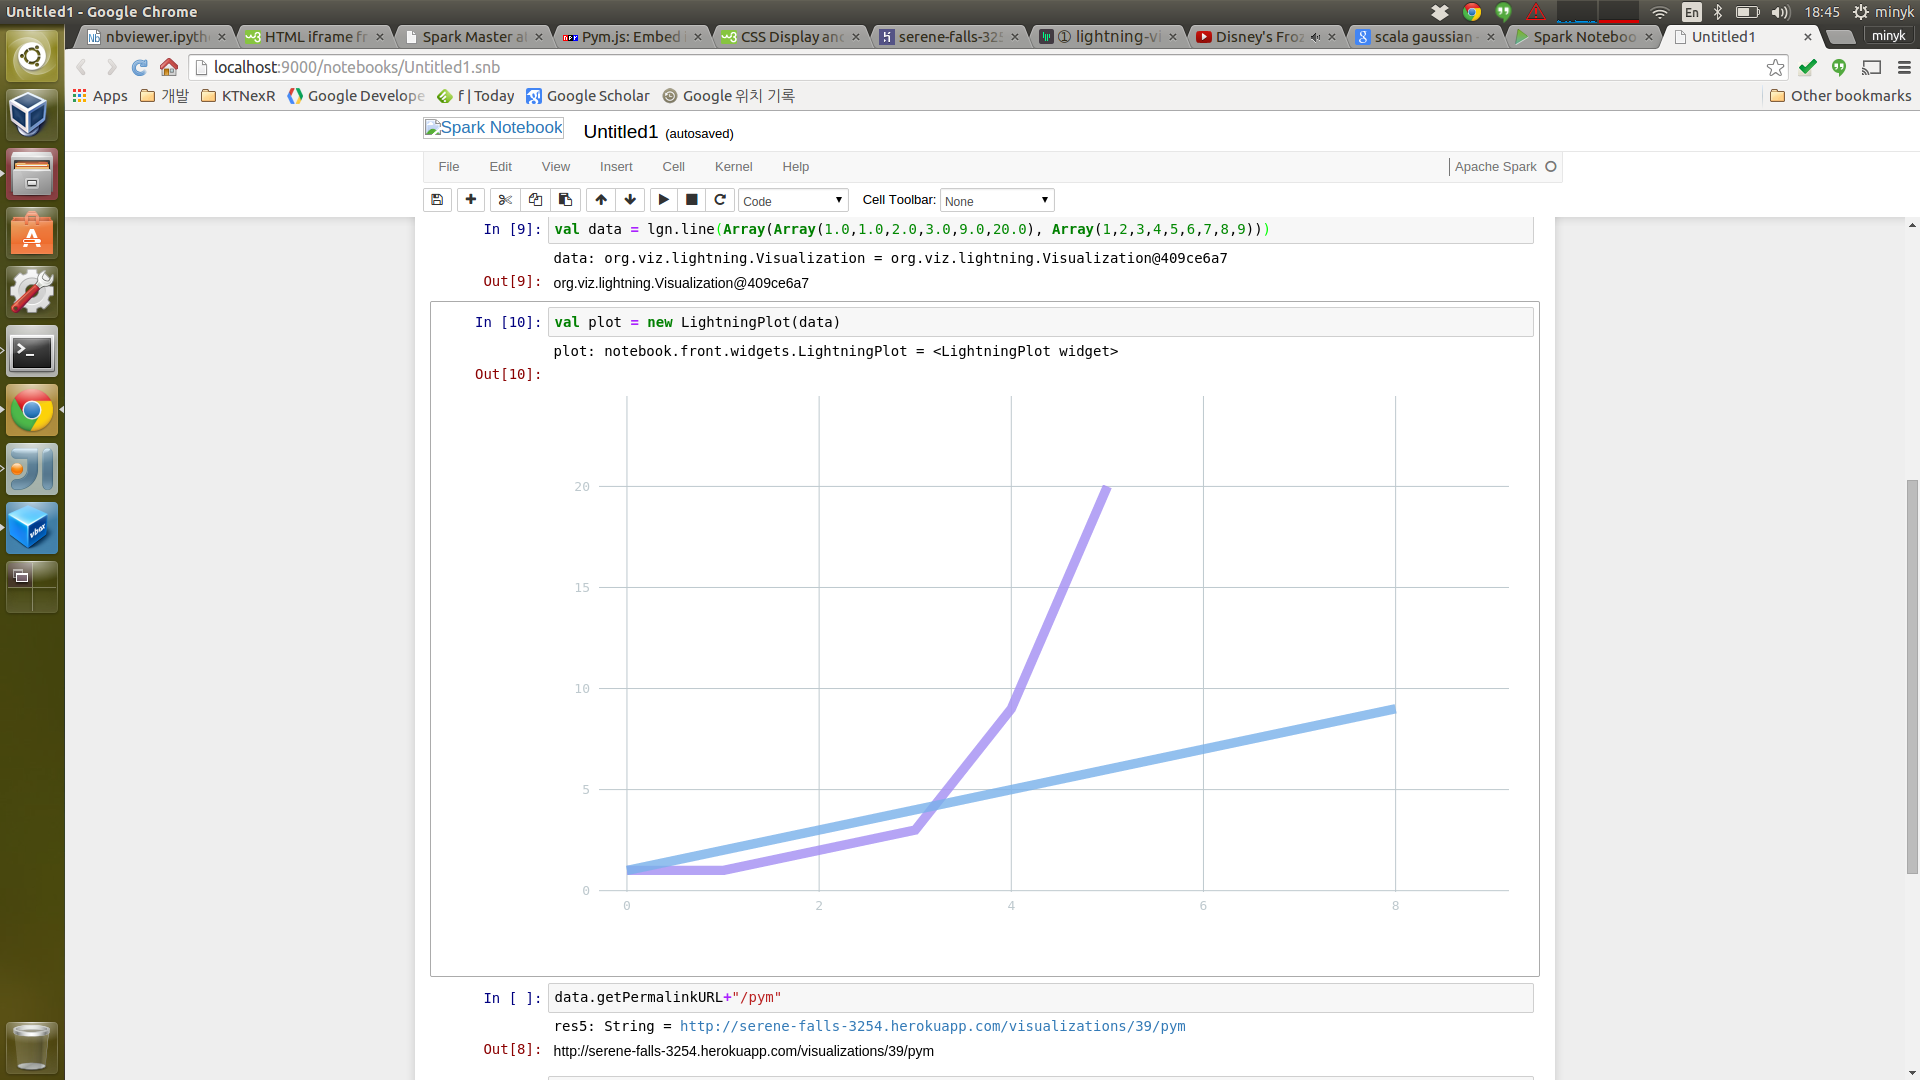 Untitled1 - Google Chrome
En
18:45
minyk
nbviewer.ipyth
HTML iframe fr
Spark Master a
Pym.js: Embed
CSS Display an
serene-falls-325
① lightning-vi
Disney's Froz
scala gaussian -
Spark Noteboo
Untitled1
minyk
localhost:9000/notebooks/Untitled1.snb
Apps
개발
KTNexR
Google Develope
f | Today
Google Scholar
Google 위치 기록
Other bookmarks
Spark Notebook
Untitled1 (autosaved)
File Edit View Insert Cell Kernel Help
Apache Spark
Code
Cell Toolbar:
None
In [9]: val data = lgn.line(Array(Array(1.0,1.0,2.0,3.0,9.0,20.0), Array(1,2,3,4,5,6,7,8,9)))
data: org.viz.lightning.Visualization = org.viz.lightning.Visualization@409ce6a7
Out[9]: org.viz.lightning.Visualization@409ce6a7
In [10]: val plot = new LightningPlot(data)
plot: notebook.front.widgets.LightningPlot = <LightningPlot widget>
Out[10]:
20
15
10
5
0
0 2 4 6 8
In [ ]: data.getPermalinkURL+"/pym"
res5: String = http://serene-falls-3254.herokuapp.com/visualizations/39/pym
Out[8]: http://serene-falls-3254.herokuapp.com/visualizations/39/pym